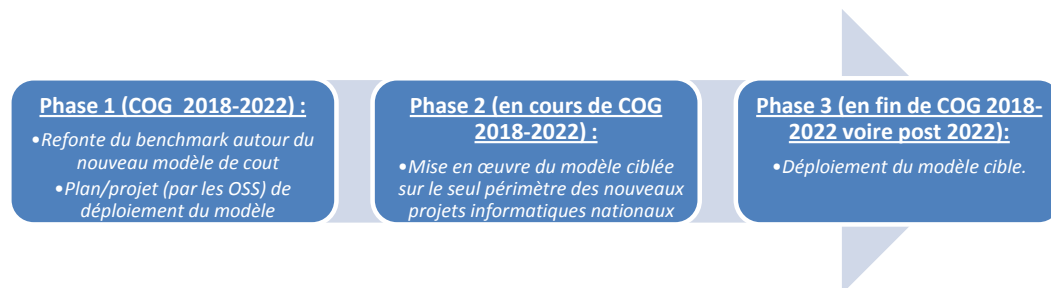 Phase 1 (COG 2018-2022) :
•Refonte du benchmark autour du
nouveau modèle de cout
•Plan/projet (par les OSS) de
déploiement du modèle
Phase 2 (en cours de COG
2018-2022) :
•Mise en œuvre du modèle ciblée
sur le seul périmètre des nouveaux
projets informatiques nationaux
Phase 3 (en fin de COG 2018-
2022 voire post 2022):
•Déploiement du modèle cible.